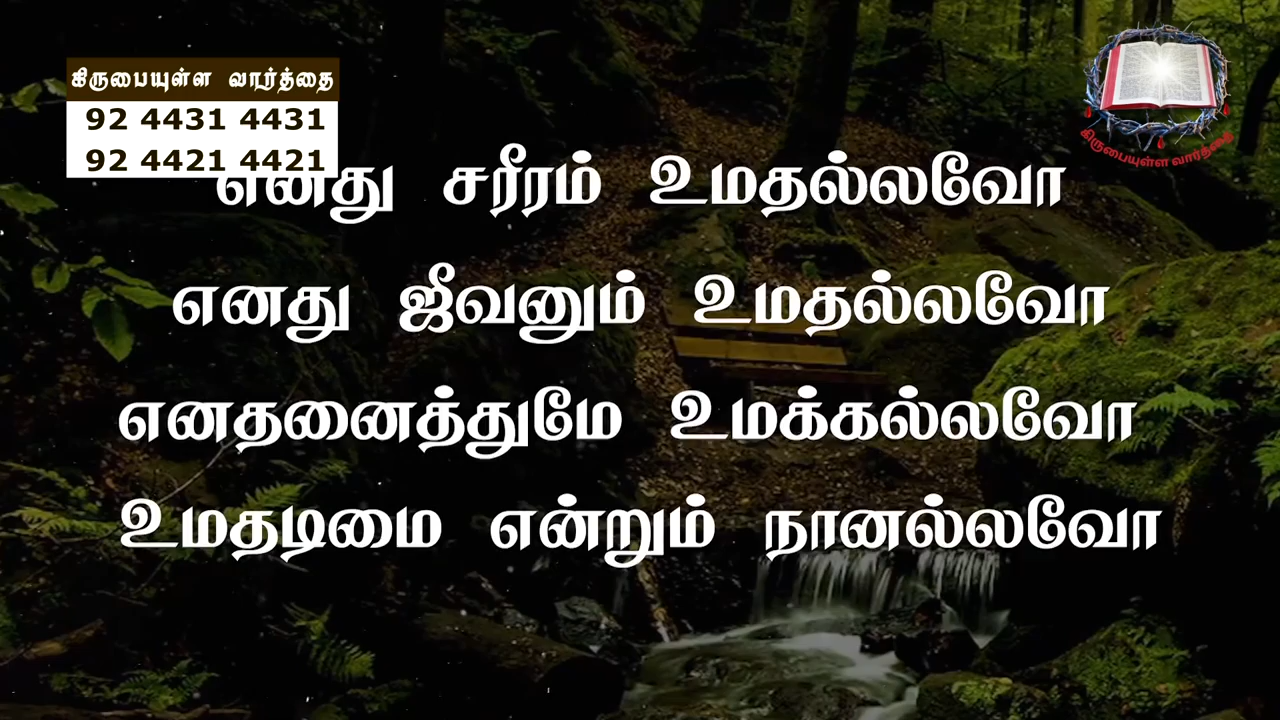 கிருபையுள்ள வார்த்தை
92 4431 4431
92 4421 4421
கிருபையுள்ள வார்த்தை
எனது சரீரம் உமதல்லவோ
எனது ஜீவனும் உமதல்லவோ
எனதனைத்துமே உமக்கல்லவோ
உமதடிமை என்றும் நானல்லவோ